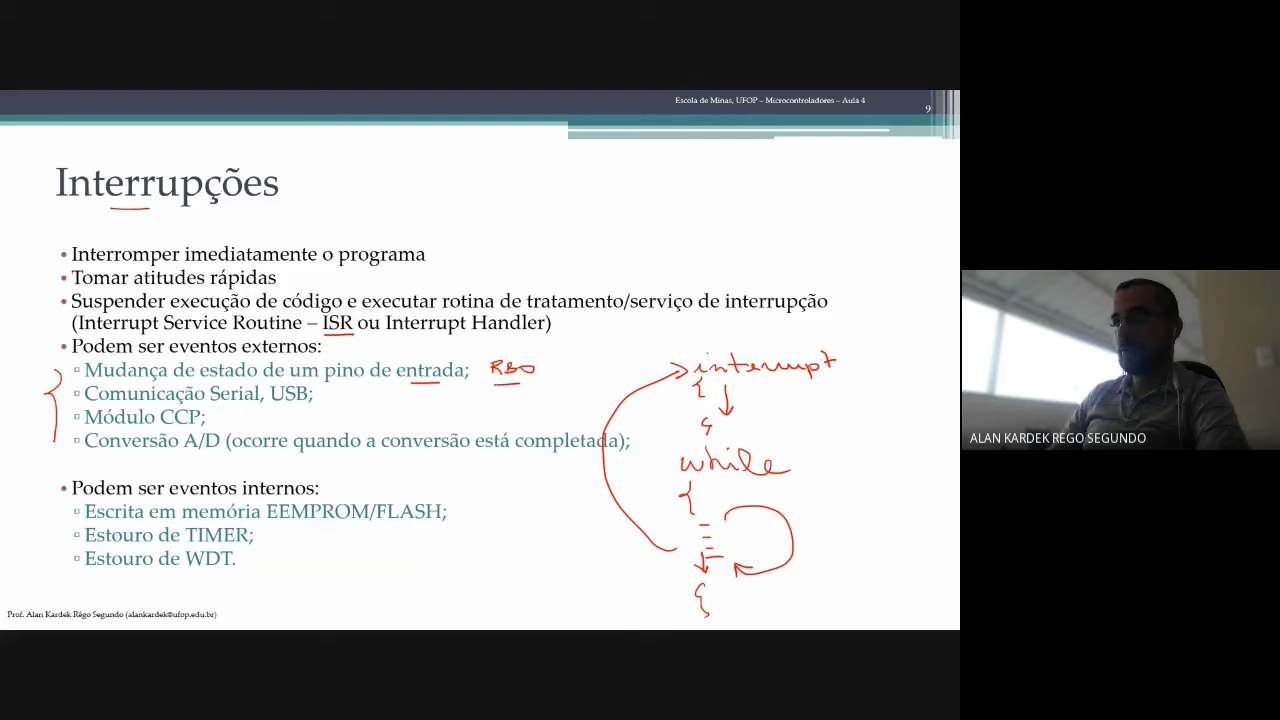 Escola de Minas, UFOP – Microcontroladores – Aula 4
9
Interrupções
• Interromper imediatamente o programa
• Tomar atitudes rápidas
• Suspender execução de código e executar rotina de tratamento/serviço de interrupção
(Interrupt Service Routine – ISR ou Interrupt Handler)
• Podem ser eventos externos:
▫ Mudança de estado de um pino de entrada; RB0
▫ Comunicação Serial, USB;
▫ Módulo CCP;
▫ Conversão A/D (ocorre quando a conversão está completada);
interrupt
{
while
{
• Podem ser eventos internos:
▫ Escrita em memória EEMPROM/FLASH;
▫ Estouro de TIMER;
▫ Estouro de WDT.
Prof. Alan Kardek Rêgo Segundo (alankardek@ufop.edu.br)
ALAN KARDEK REGO SEGUNDO